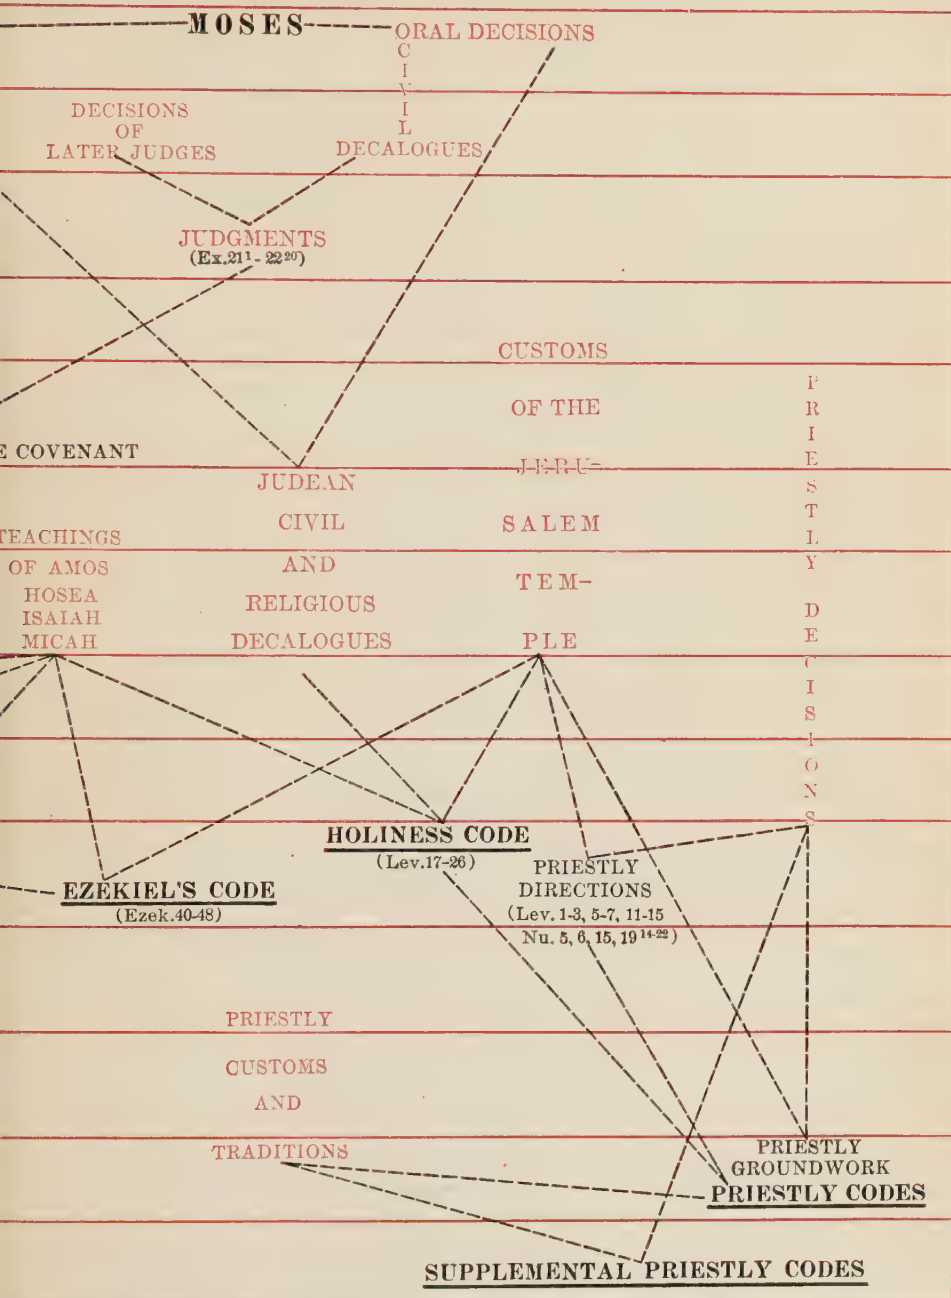 MOSES
ORAL DECISIONS
CIVIL
DECISIONS
OF
LATER JUDGES
DECALOGUES
JUDGMENTS
(Ex.21¹-22²⁰)
CUSTOMS
OF THE
JERU-
SALEM
TEM-
PLE
PRIESTLY DECISIONS
E COVENANT
TEACHINGS
OF AMOS
HOSEA
ISAIAH
MICAH
JUDEAN
CIVIL
AND
RELIGIOUS
DECALOGUES
HOLINESS CODE
(Lev.17-26)
EZEKIEL'S CODE
(Ezek.40-48)
PRIESTLY
DIRECTIONS
(Lev. 1-3, 5-7, 11-15
Nu. 5, 6, 15, 19¹⁴⁻²²)
PRIESTLY
CUSTOMS
AND
TRADITIONS
PRIESTLY
GROUNDWORK
PRIESTLY CODES
SUPPLEMENTAL PRIESTLY CODES